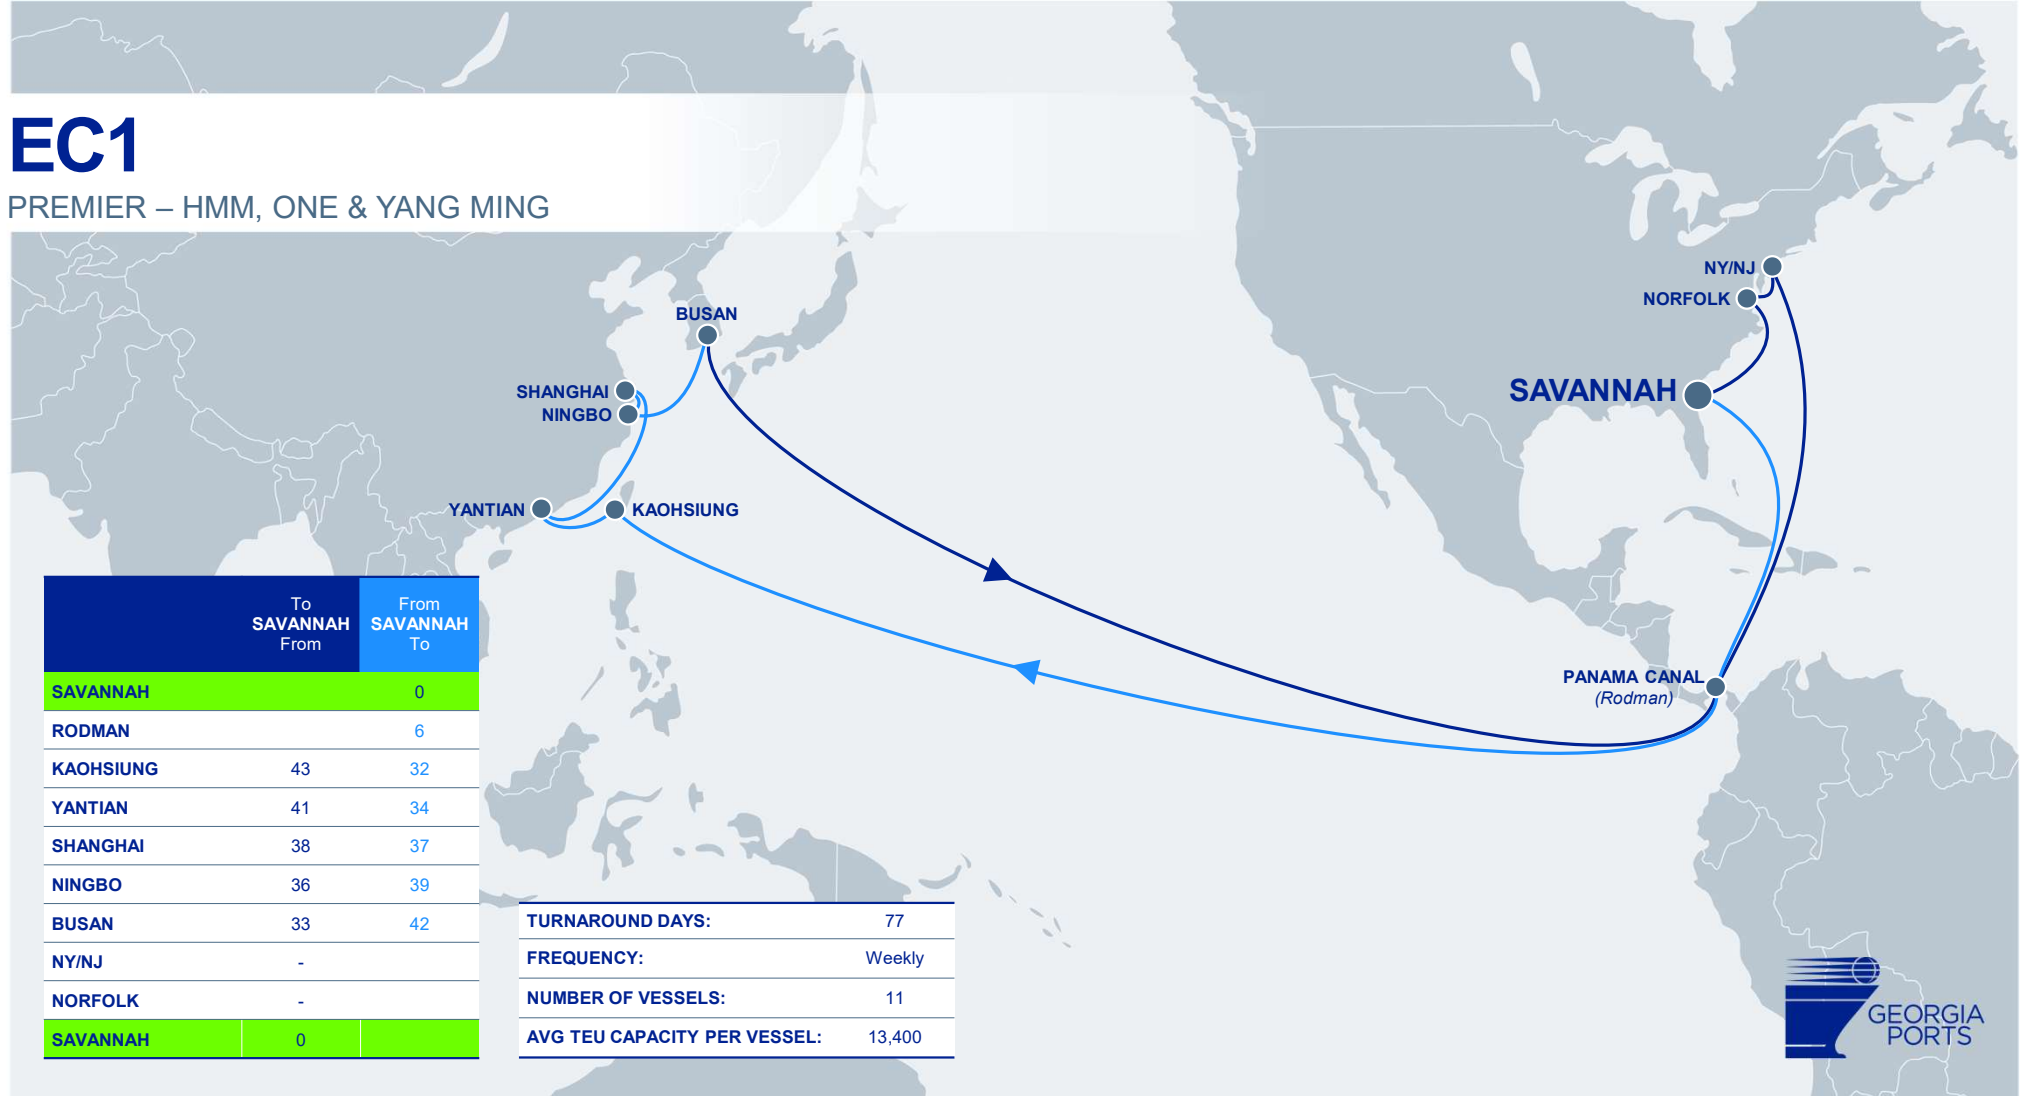 EC1
PREMIER – HMM, ONE & YANG MING
NY/NJ
NORFOLK
BUSAN
SHANGHAI
NINGBO
SAVANNAH
YANTIAN
KAOHSIUNG
PANAMA CANAL
(Rodman)
To SAVANNAH From
From SAVANNAH To
SAVANNAH 0
RODMAN 6
KAOHSIUNG 43 32
YANTIAN 41 34
SHANGHAI 38 37
NINGBO 36 39
BUSAN 33 42
NY/NJ -
NORFOLK -
SAVANNAH 0
TURNAROUND DAYS: 77
FREQUENCY: Weekly
NUMBER OF VESSELS: 11
AVG TEU CAPACITY PER VESSEL: 13,400
GEORGIA
PORTS